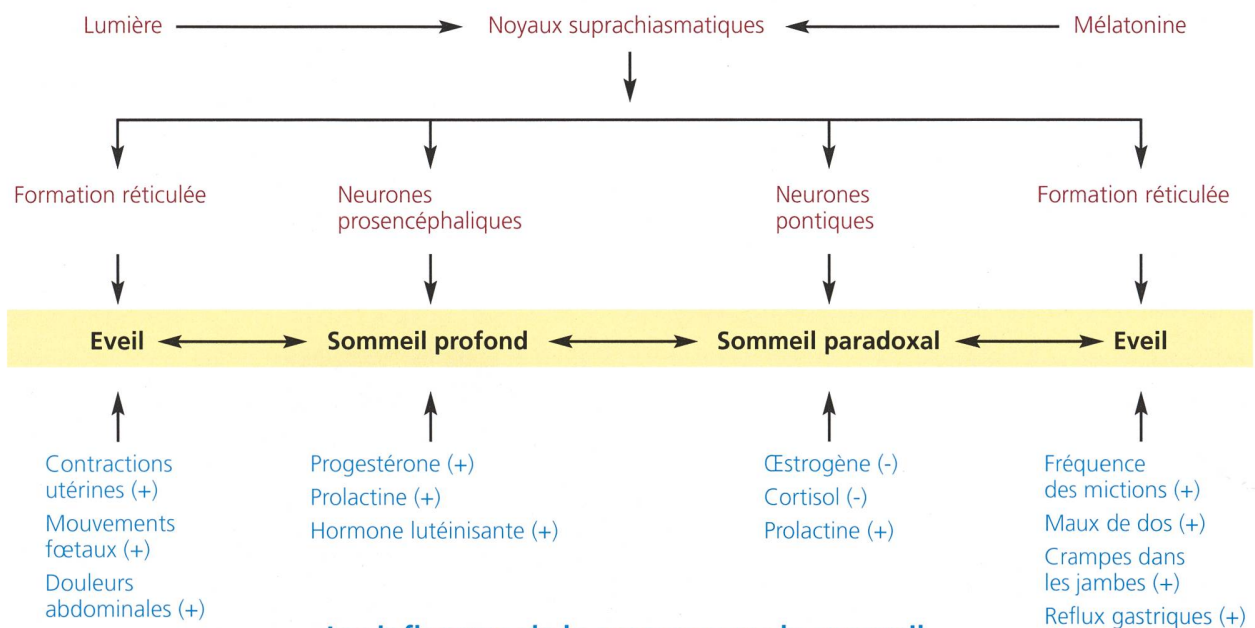 Lumière
Noyaux suprachiasmatiques
Mélatonine
Formation réticulée
Neurones
prosencéphaliques
Neurones
pontiques
Formation réticulée
Eveil
Sommeil profond
Sommeil paradoxal
Eveil
Contractions
utérines (+)
Mouvements
fœtaux (+)
Douleurs
abdominales (+)
Progestérone (+)
Prolactine (+)
Hormone lutéinisante (+)
Œstrogène (-)
Cortisol (-)
Prolactine (+)
Fréquence
des mictions (+)
Maux de dos (+)
Crampes dans
les jambes (+)
Reflux gastriques (+)